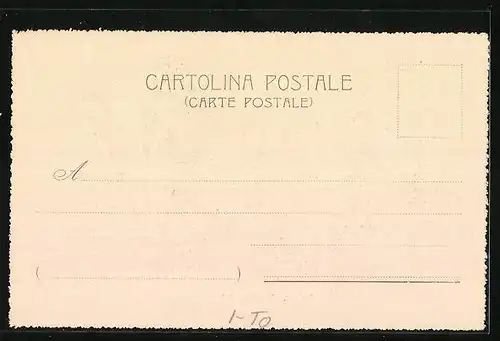 CARTOLINA POSTALE
(CARTE POSTALE)
A
( )
I-TO